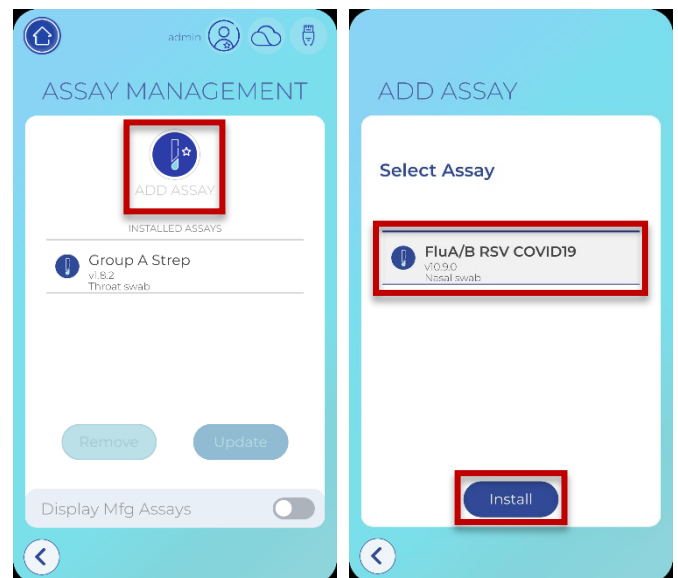 admin
ASSAY MANAGEMENT
ADD ASSAY
INSTALLED ASSAYS
Group A Strep
v1.8.2
Throat swab
Remove
Update
Display Mfg Assays
ADD ASSAY
Select Assay
FluA/B RSV COVID19
v10.9.0
Nasal swab
Install